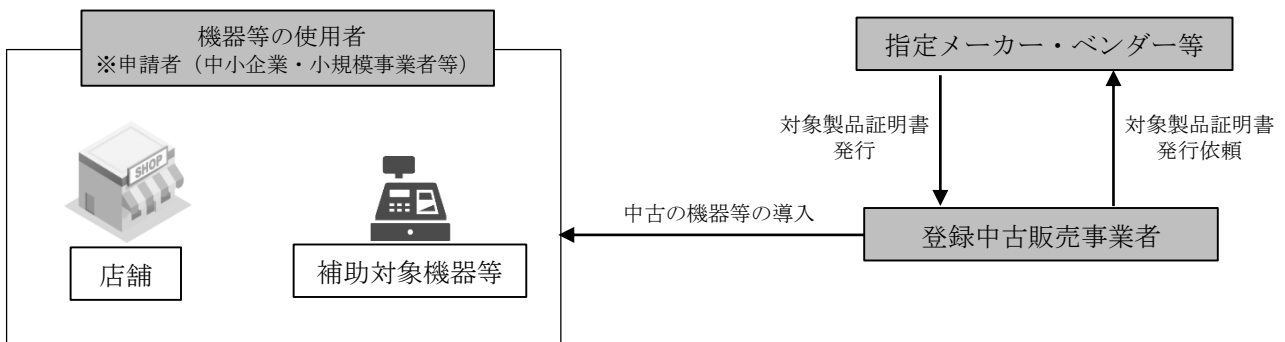 機器等の使用者
※申請者（中小企業・小規模事業者等）
SHOP
店舗
補助対象機器等
中古の機器等の導入
指定メーカー・ベンダー等
対象製品証明書
発行
対象製品証明書
発行依頼
登録中古販売事業者